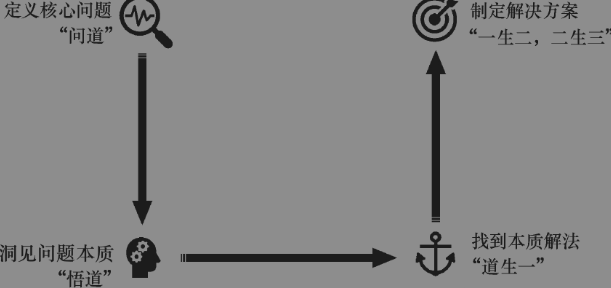 定义核心问题
“问道”
制定解决方案
“一生二，二生三”
洞见问题本质
“悟道”
找到本质解法
“道生一”